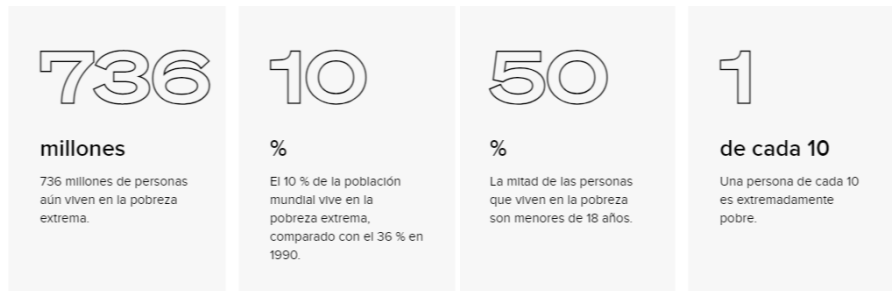 736
millones
736 millones de personas
aún viven en la pobreza
extrema.
10
%
El 10 % de la población
mundial vive en la
pobreza extrema,
comparado con el 36 % en
1990.
50
%
La mitad de las personas
que viven en la pobreza
son menores de 18 años.
1
de cada 10
Una persona de cada 10
es extremadamente
pobre.